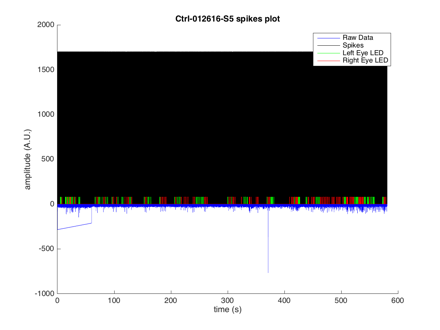 Ctrl-012616-S5 spikes plot
2000
1500
1000
500
0
-500
-1000
amplitude (A.U.)
Raw Data
Spikes
Left Eye LED
Right Eye LED
0 100 200 300 400 500 600
time (s)